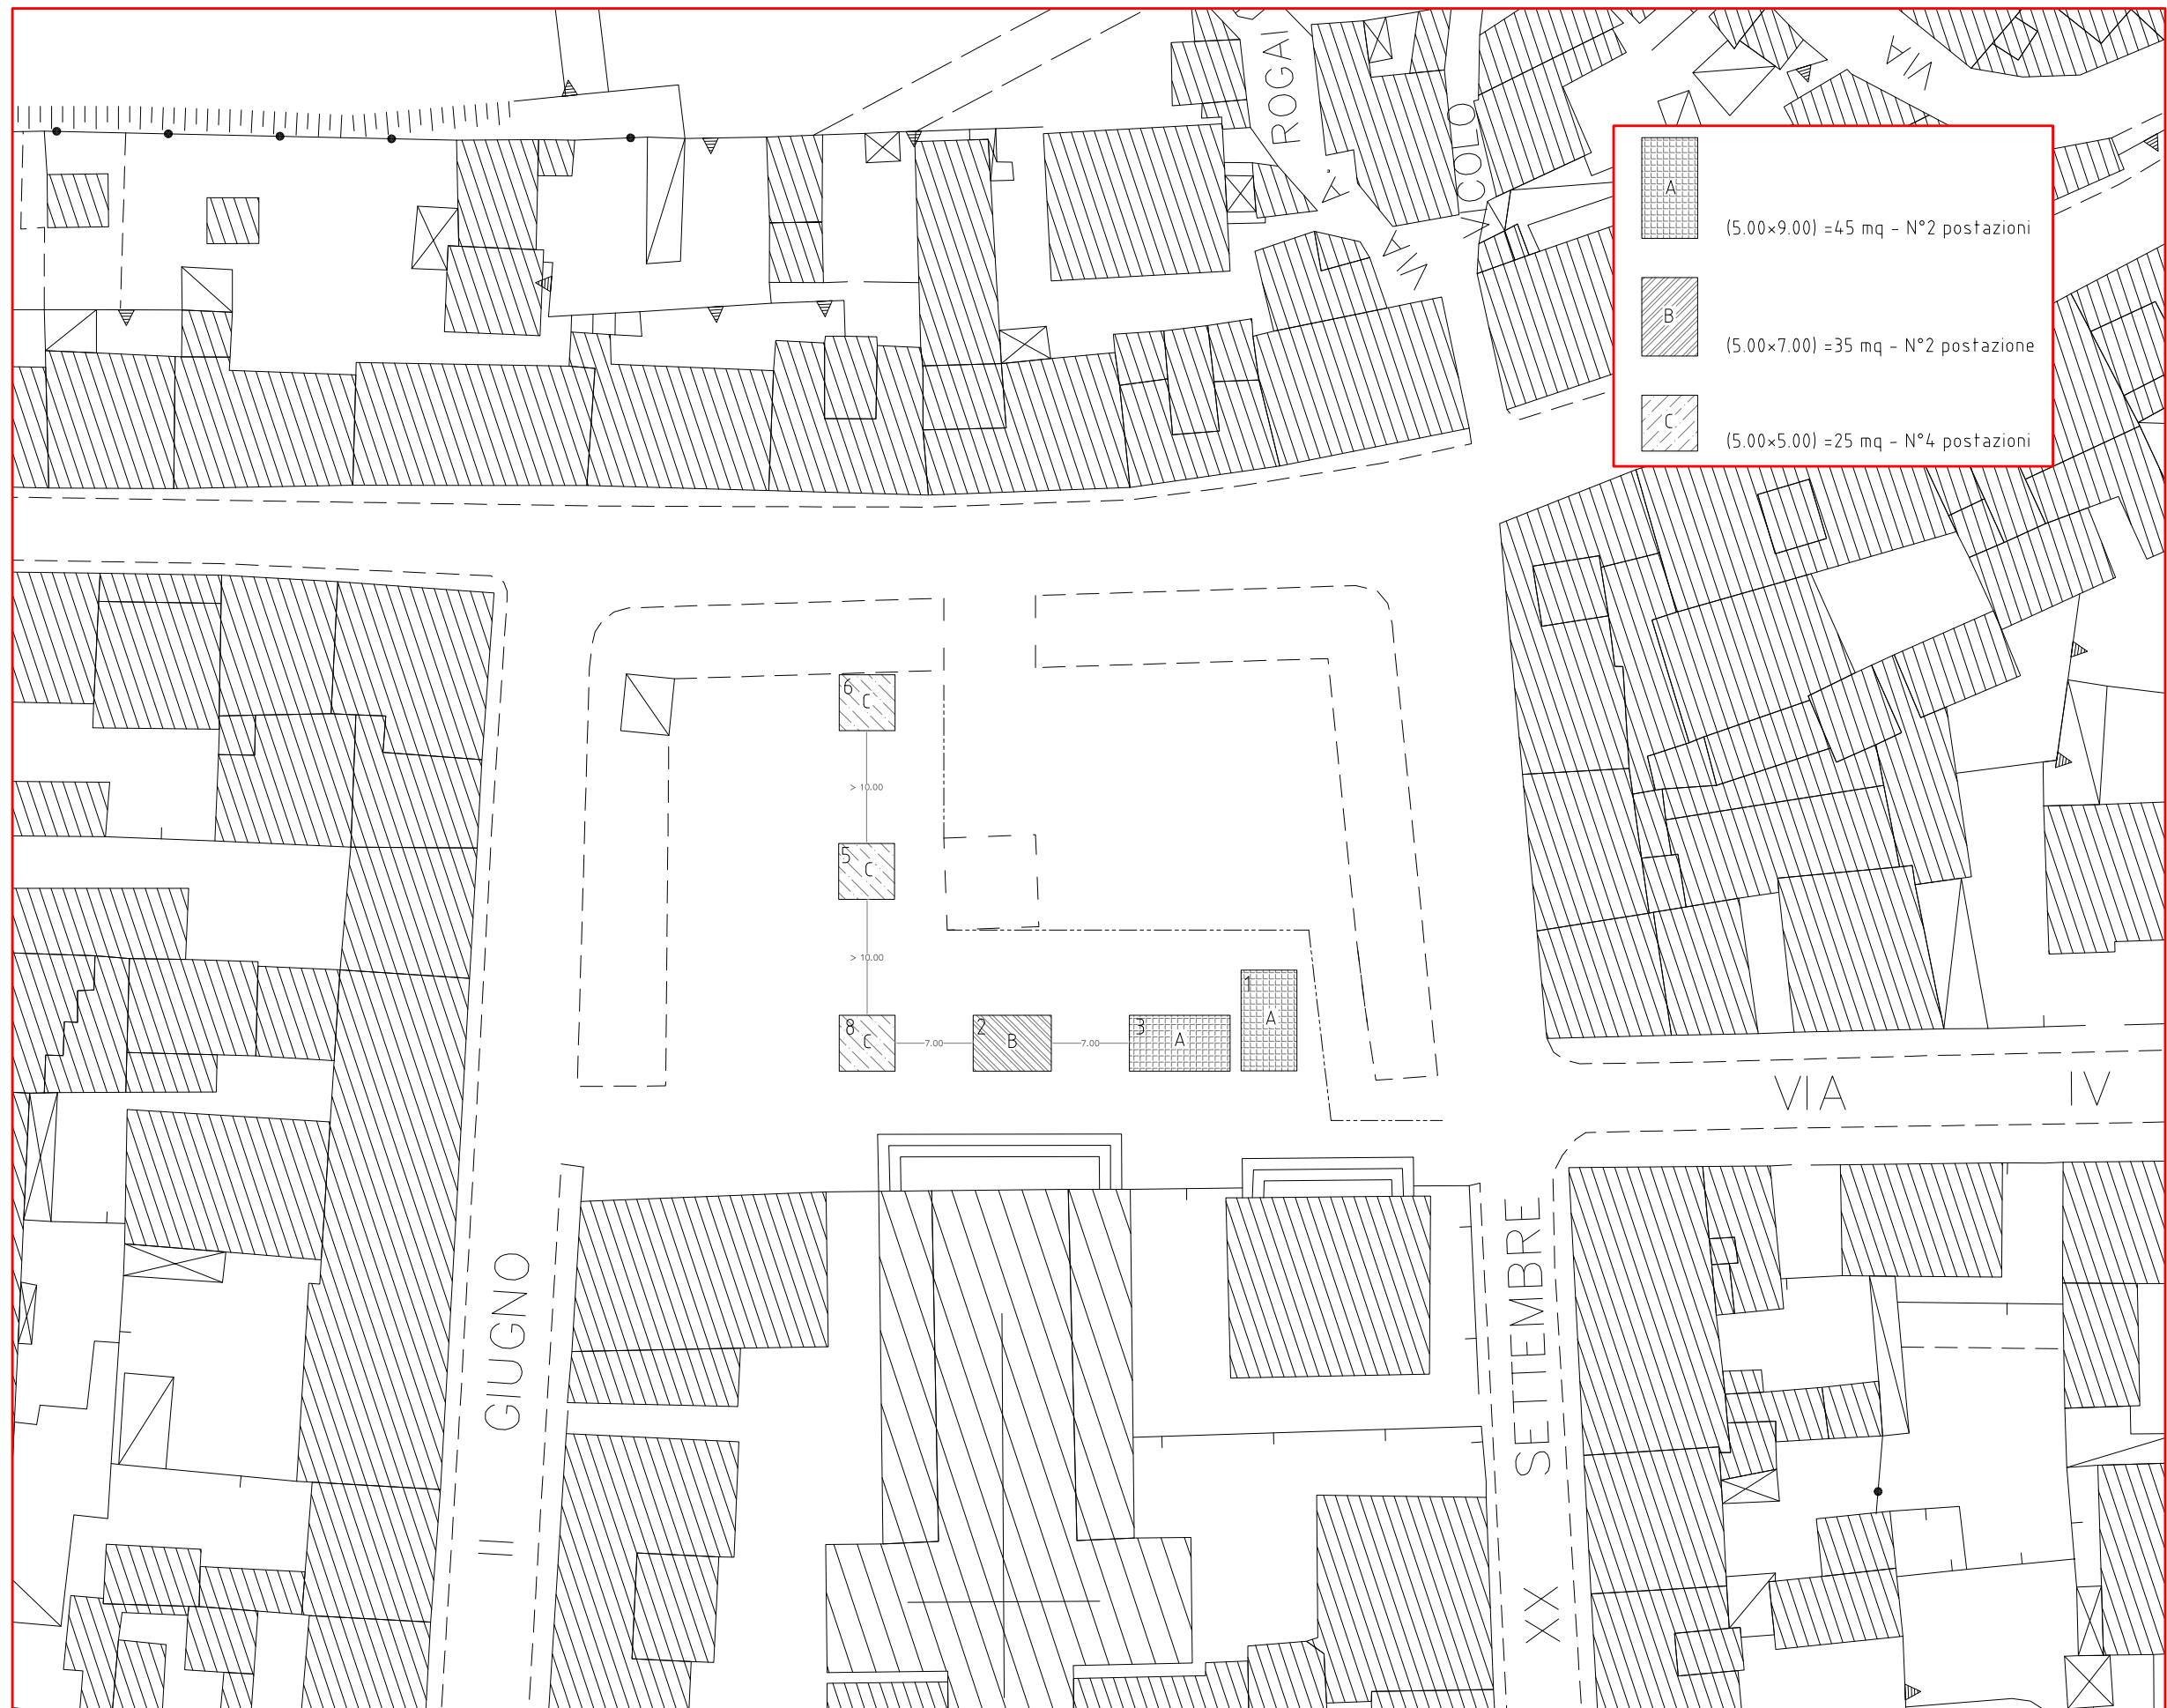 ROGAI
A'
VIA
COLO
V
VIA
A
(5.00×9.00) =45 mq - N°2 postazioni
B
(5.00×7.00) =35 mq - N°2 postazione
C
(5.00×5.00) =25 mq - N°4 postazioni
6
C
> 10.00
5
C
> 10.00
8
C
7.00
2
B
7.00
3
A
1
A
VIA IV
II GIUGNO
XX SETTEMBRE